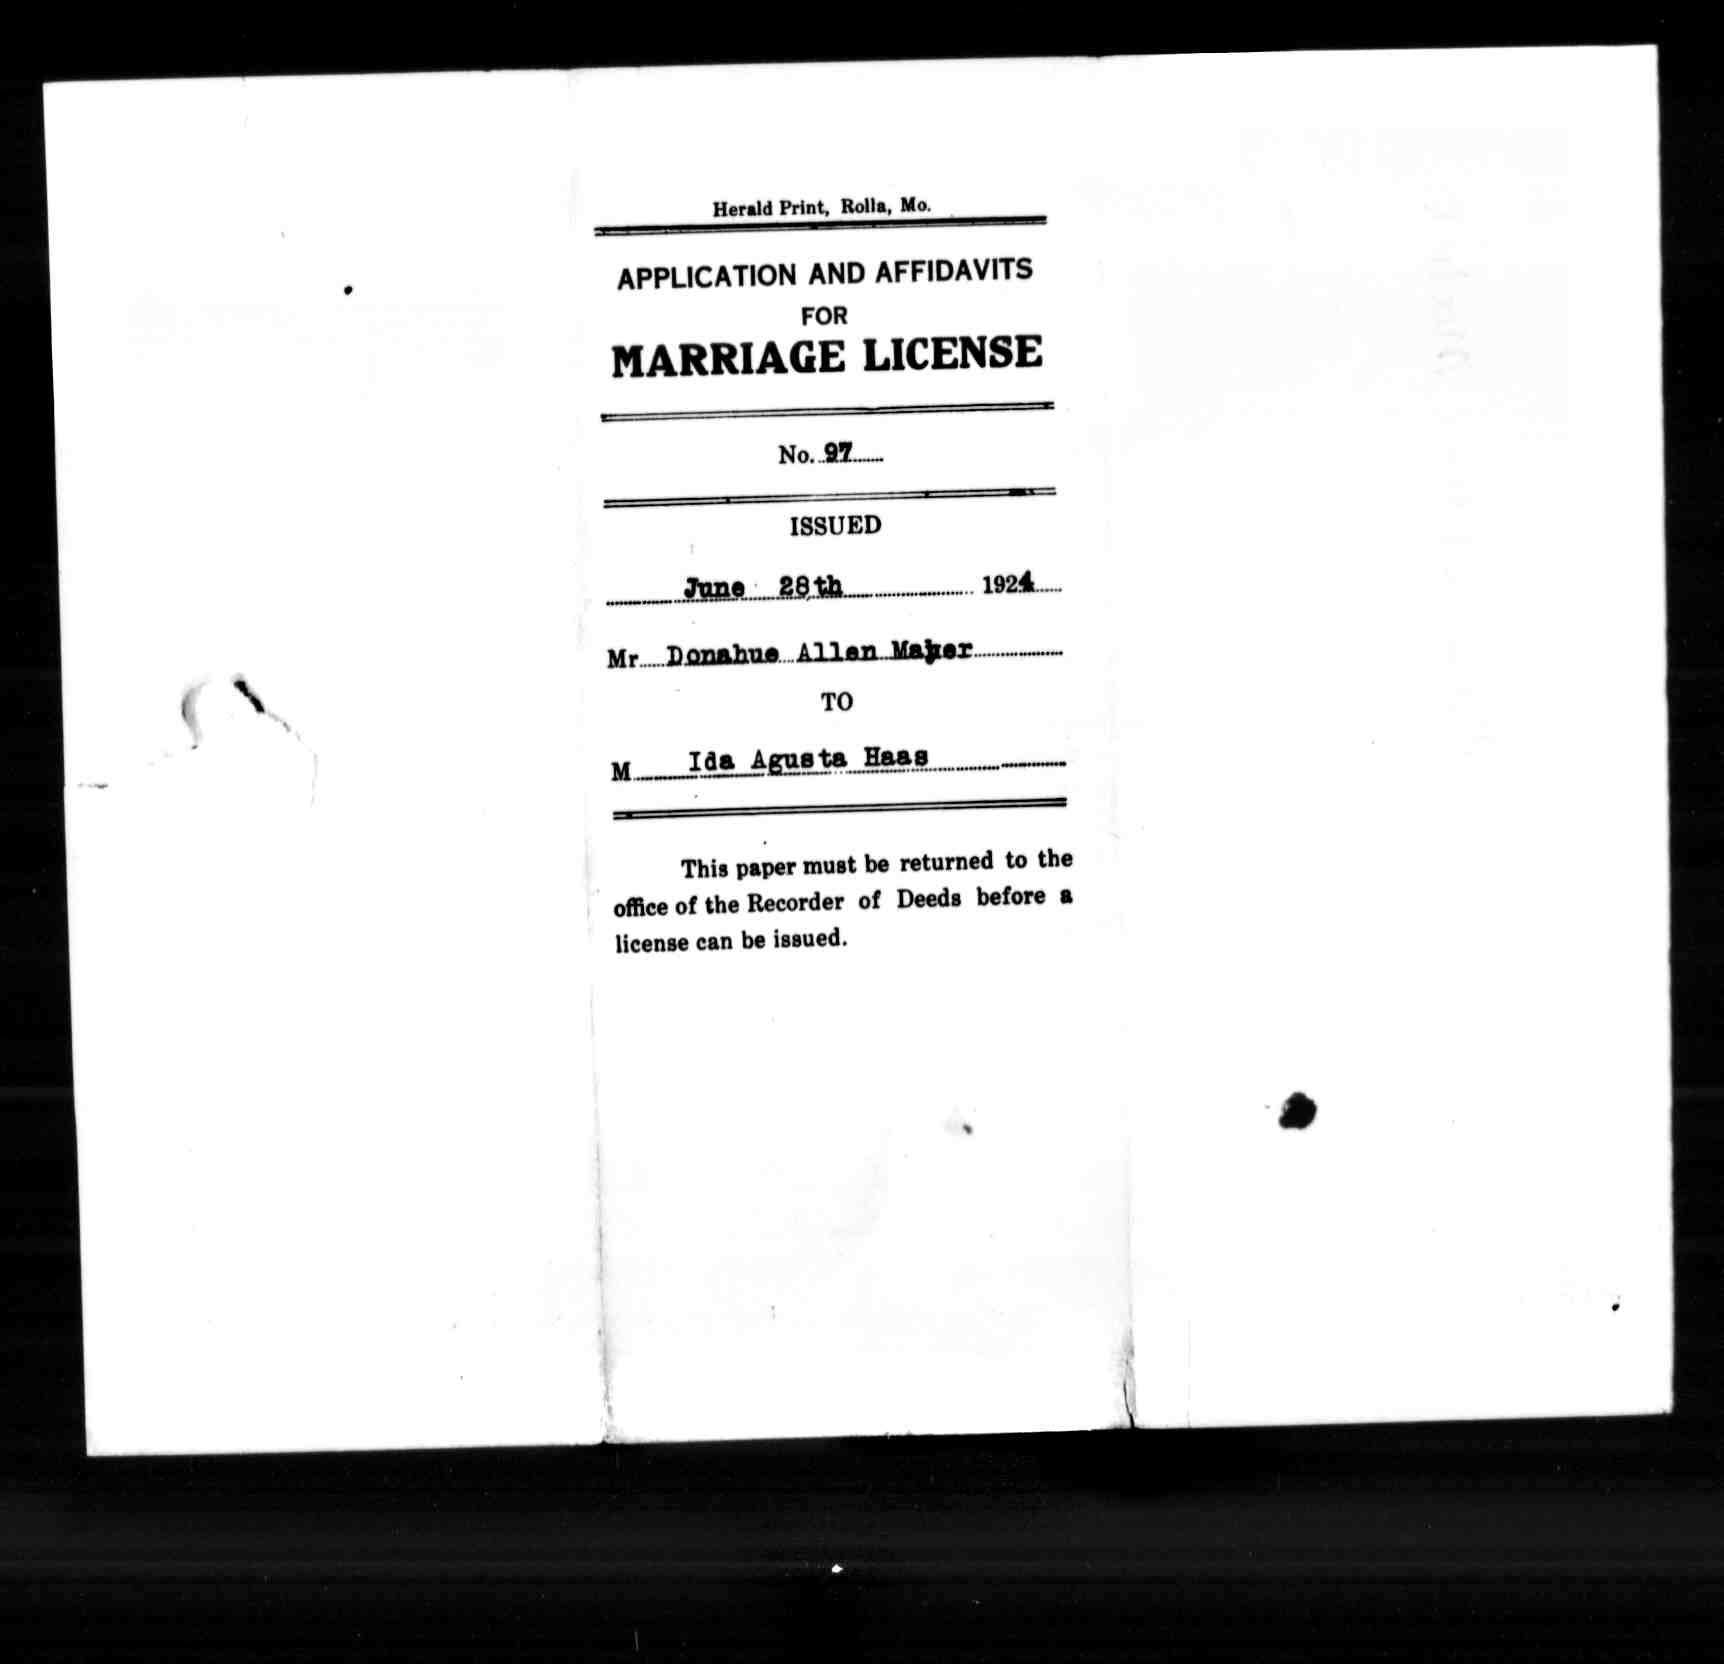 Herald Print, Rolla, Mo.
APPLICATION AND AFFIDAVITS
FOR
MARRIAGE LICENSE
No. 97
ISSUED
June 28th 1924
Mr Donahue Allen
TO
M Ida Agusta Haas
This paper must be returned to the
office of the Recorder of Deeds before a
license can be issued.